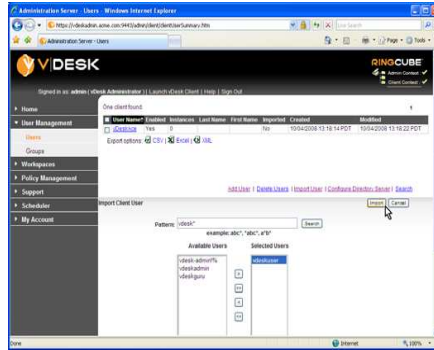 Administration Server - Users - Windows Internet Explorer
https://vdeskadmin.acme.com:9443/admin/client/client/userSummary.htm
Live Search
Administration Server - Users
Page
Tools
VDESK
RINGCUBE
Admin Context
Client Context
Signed in as: admin (vDesk Administrator) | Launch vDesk Client | Help | Sign Out
Home
User Management
Users
Groups
Workspaces
Policy Management
Support
Scheduler
My Account
One client found.
1
User Name Enabled Instances Last Name First Name Imported Created Modified
Yes 0 No 10/04/2008 13:18:14 PDT 10/04/2008 13:18:22 PDT
Export options: CSV | Excel | XML
Add User | Delete Users | Import User | Configure Directory Server | Search
Import Client User
Import Cancel
Pattern: vdesk* Search
example: abc*, *abc*, a*b*
Available Users Selected Users
vdeskadmin
vdeskguru
vdeskuser
Done
Internet
100%